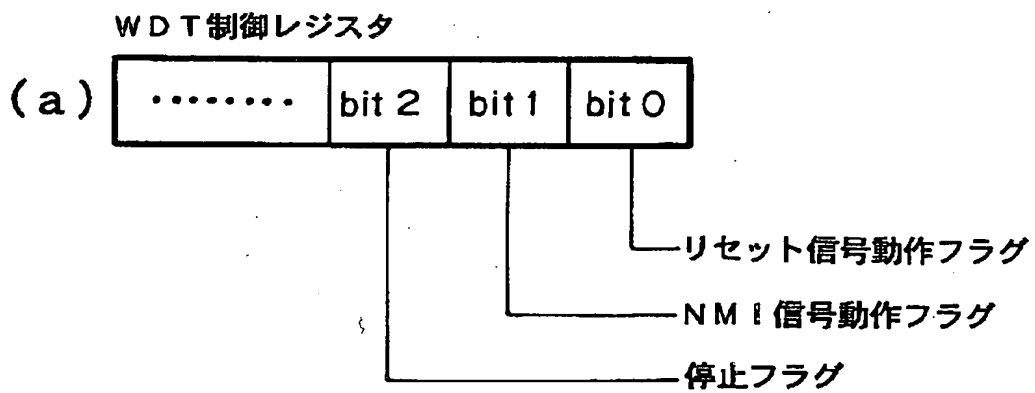 WDT制御レジスタ
(a) ········ bit 2 bit 1 bit 0
リセット信号動作フラグ
NMI信号動作フラグ
停止フラグ